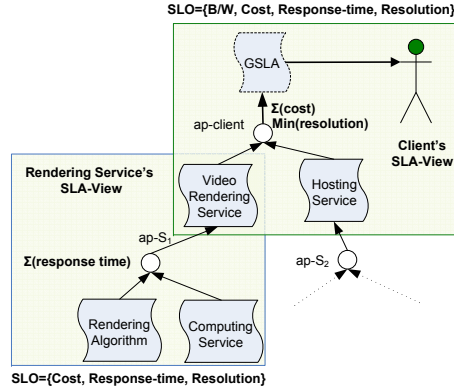 SLO={B/W, Cost, Response-time, Resolution}
GSLA
Σ(cost)
Min(resolution)
ap-client
Client's
SLA-View
Rendering Service's
SLA-View
Video
Rendering
Service
Hosting
Service
ap-S1
Σ(response time)
ap-S2
Rendering
Algorithm
Computing
Service
SLO={Cost, Response-time, Resolution}